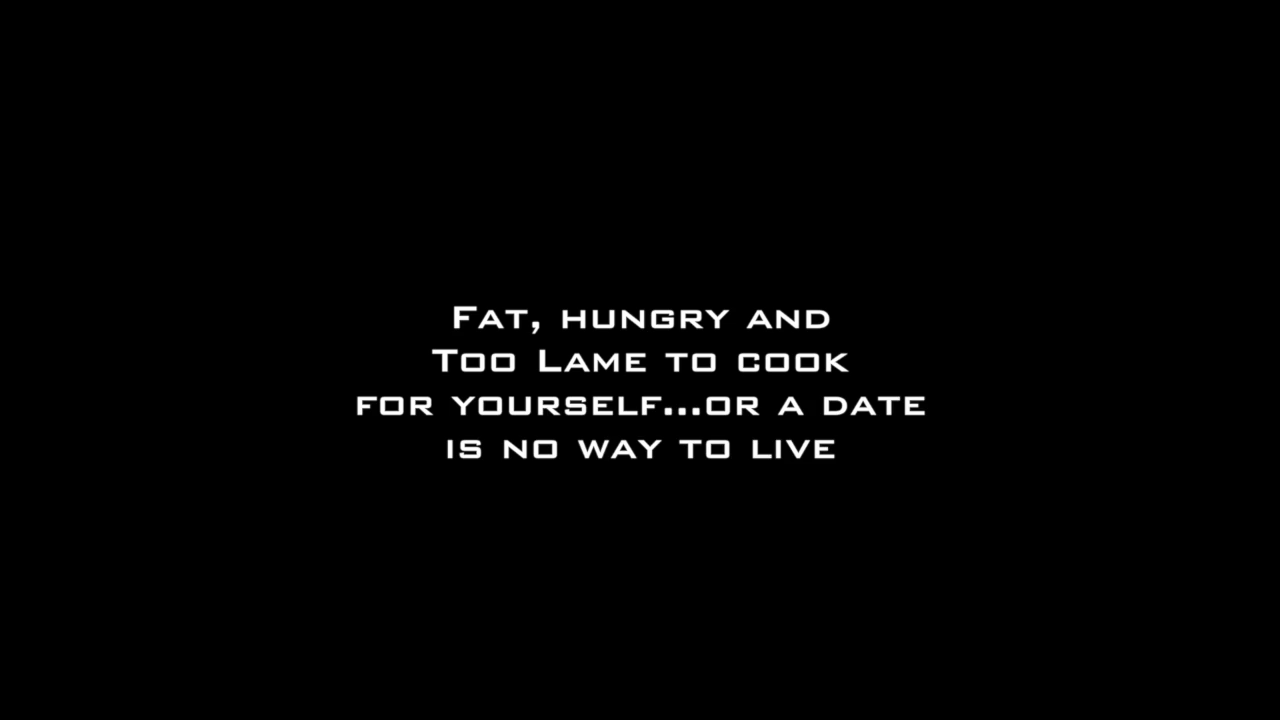 Fat, hungry and
Too Lame to cook
for yourself...or a date
is no way to live